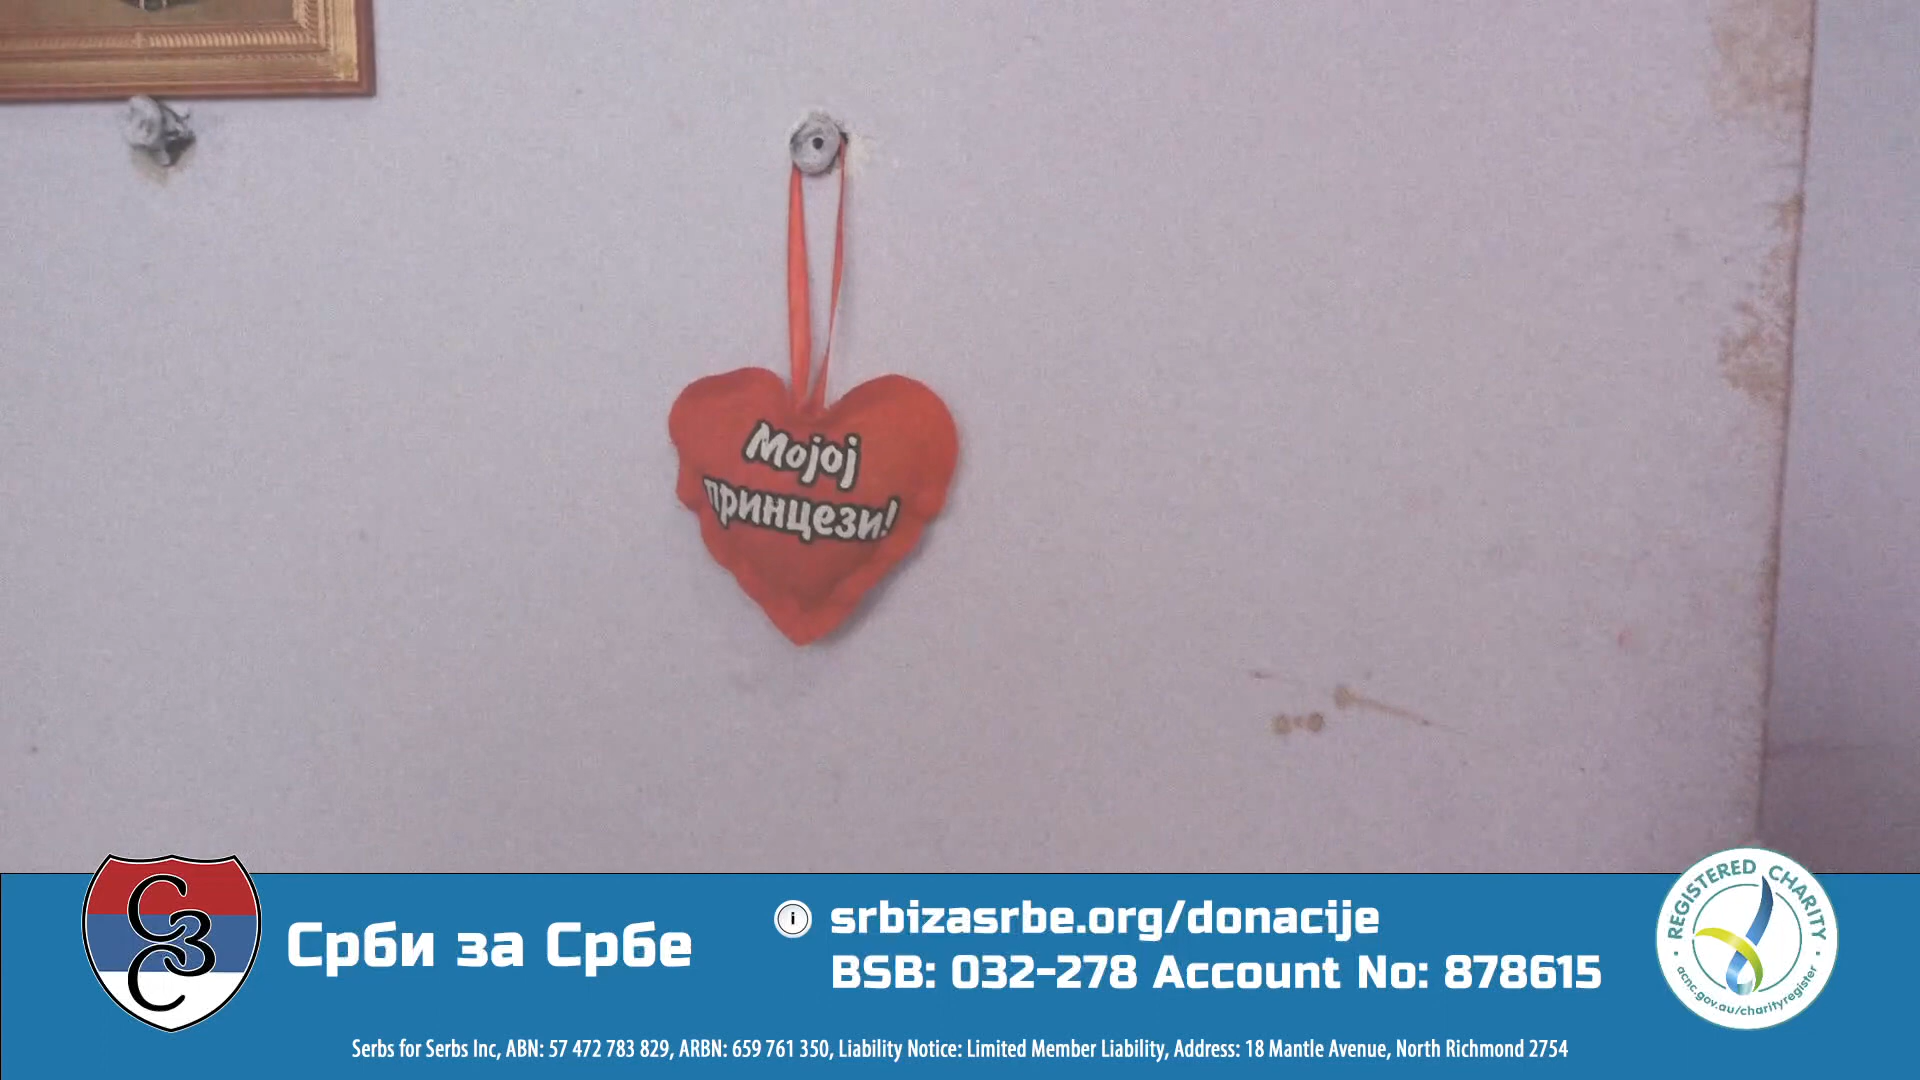 Мојој
принцези!
СЗС
Срби за Србе
srbizasrbe.org/donacije
BSB: 032-278 Account No: 878615
REGISTERED CHARITY
acnc.gov.au/charityregister
Serbs for Serbs Inc, ABN: 57 472 783 829, ARBN: 659 761 350, Liability Notice: Limited Member Liability, Address: 18 Mantle Avenue, North Richmond 2754